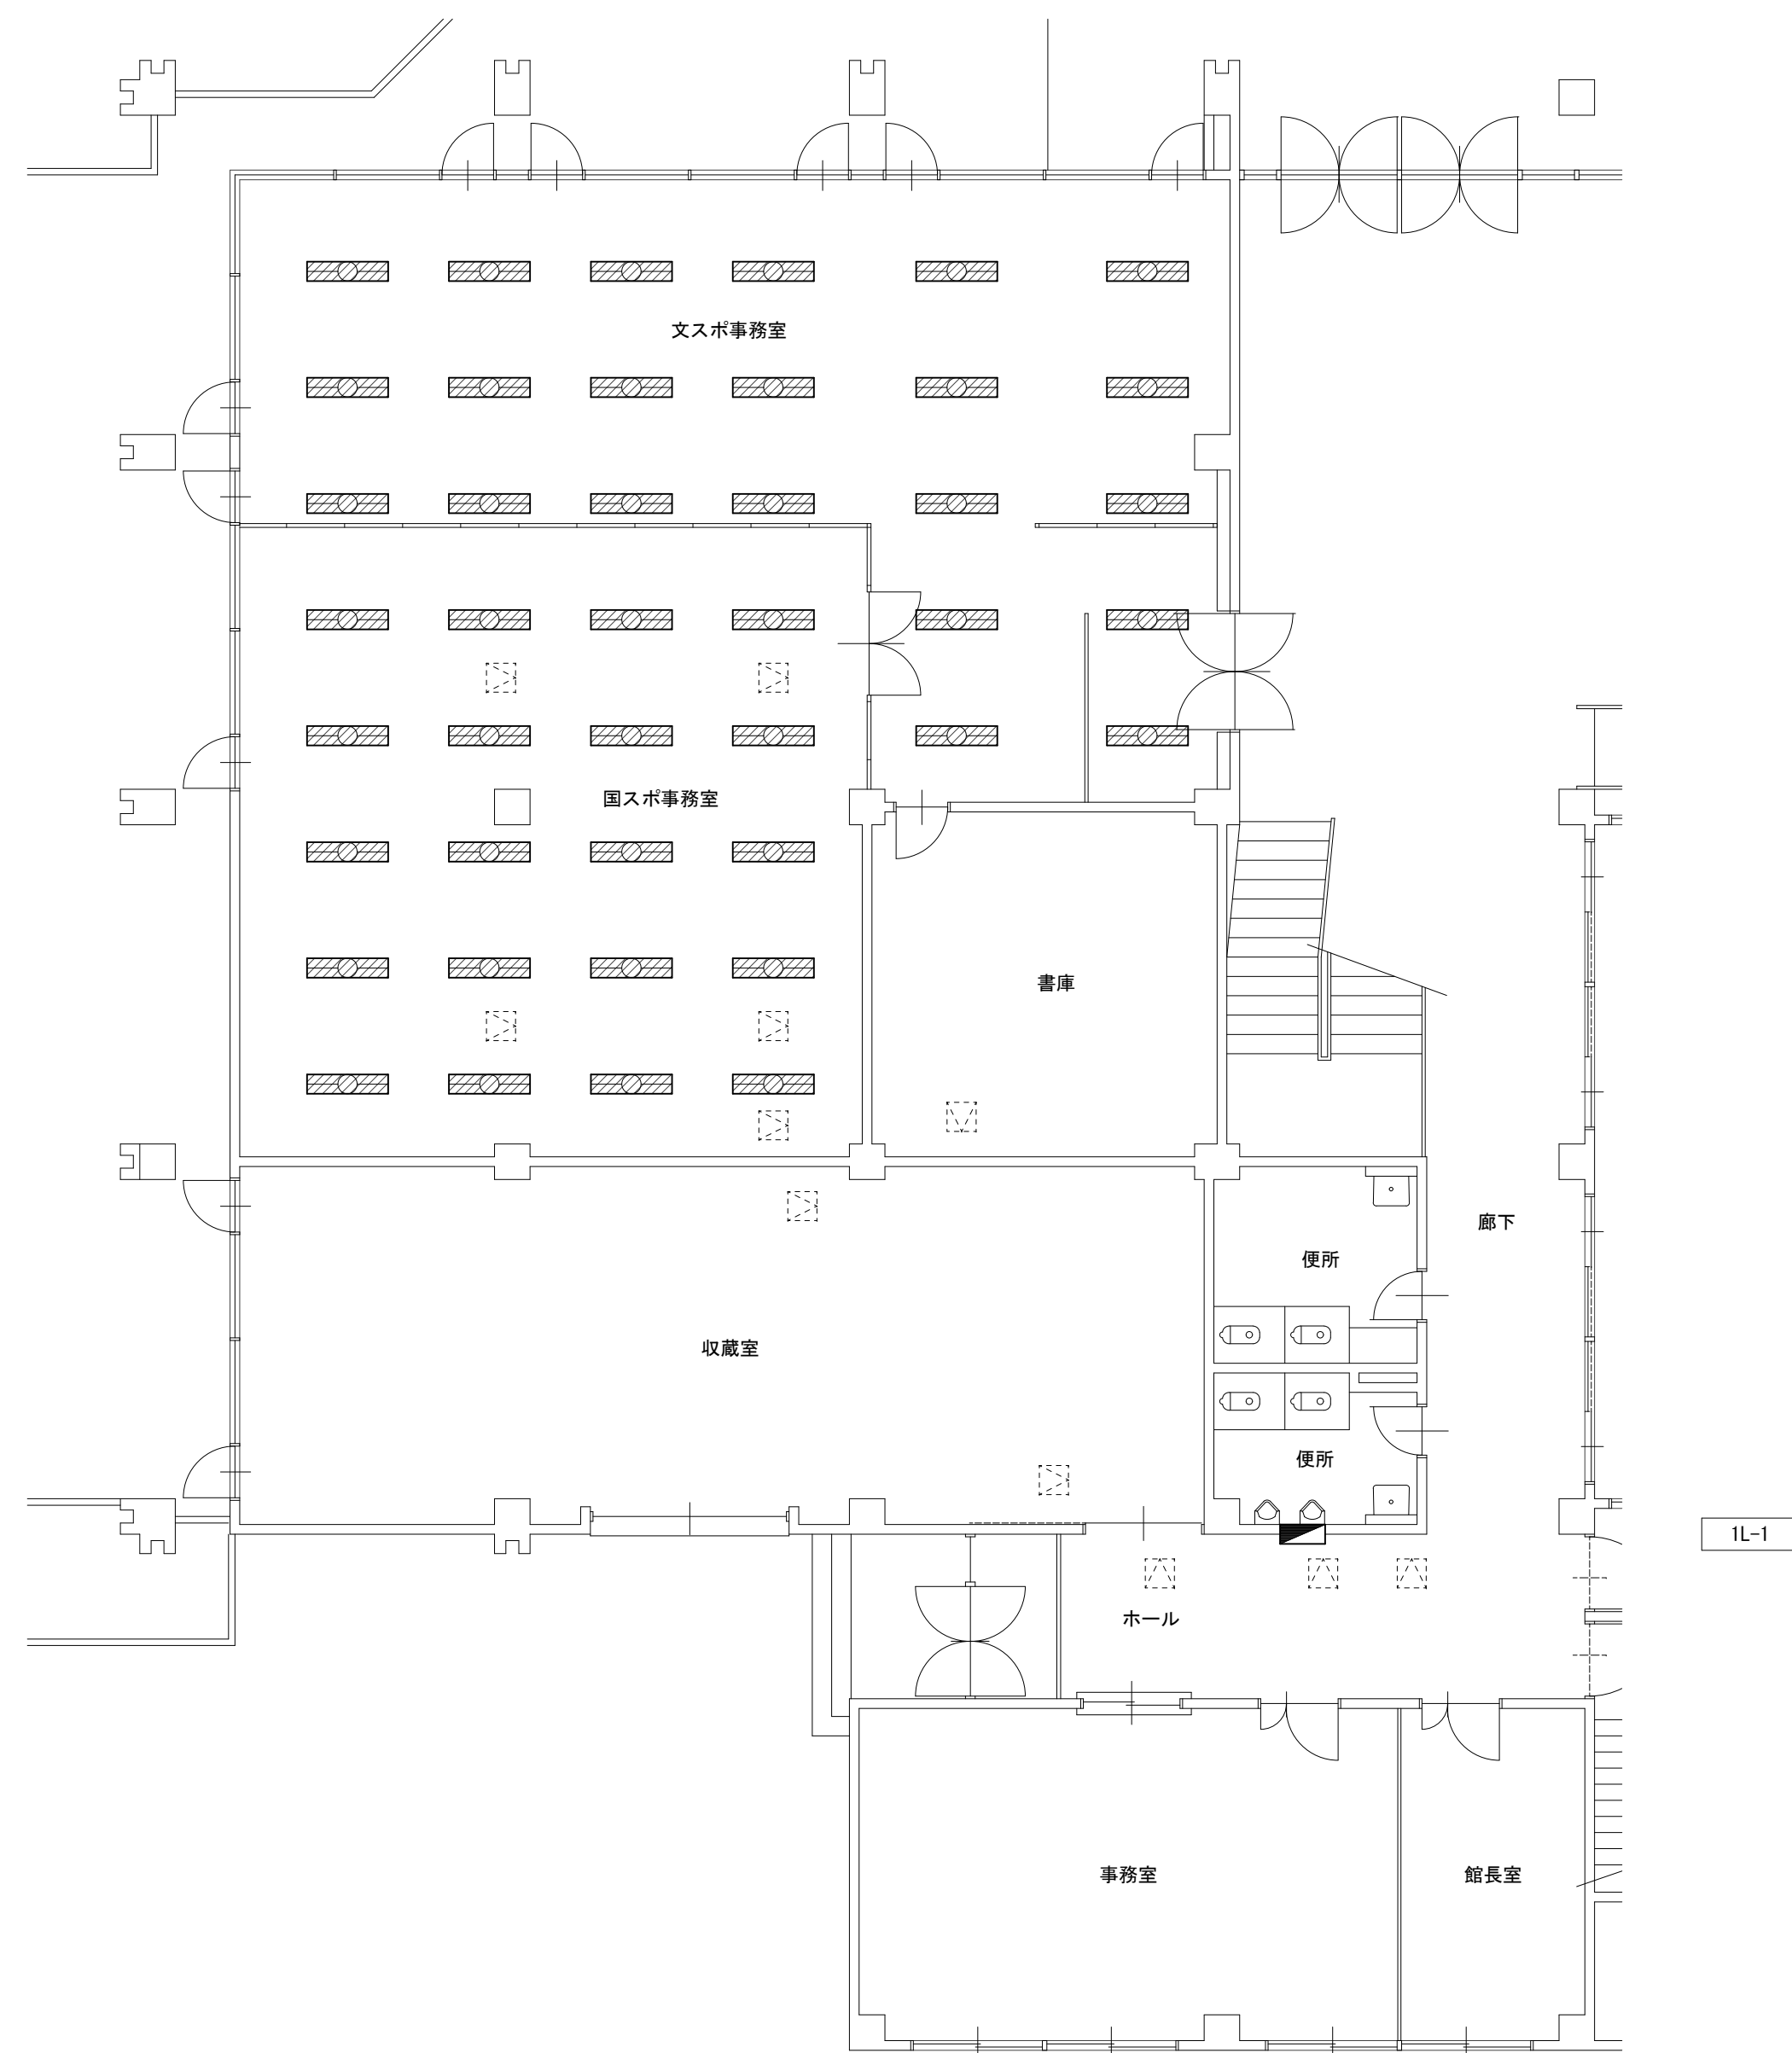 文スポ事務室
国スポ事務室
書庫
廊下
便所
収蔵室
便所
1L-1
ホール
事務室
館長室